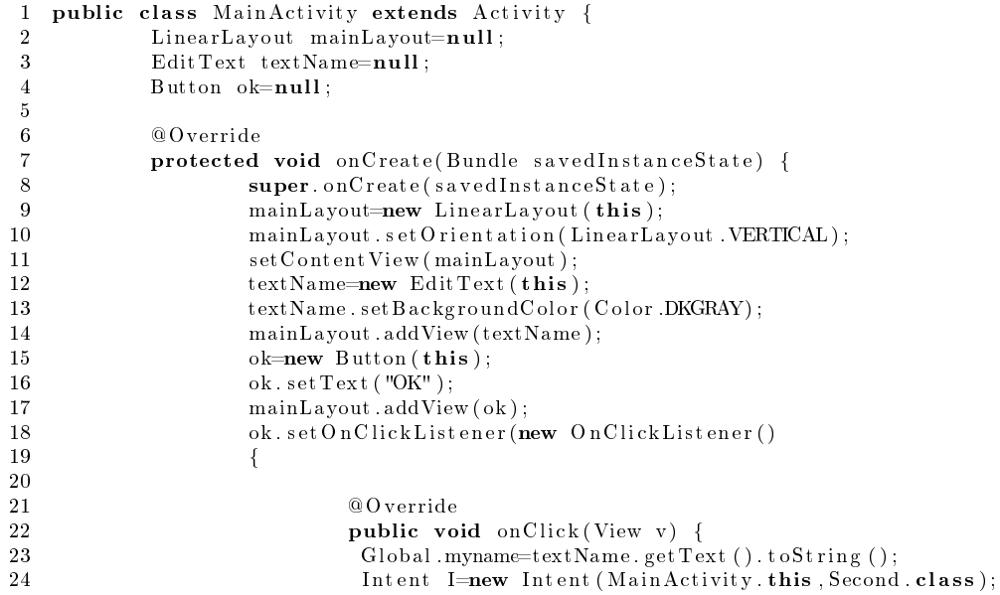 1 public class MainActivity extends Activity {
2 LinearLayout mainLayout=null;
3 EditText textName=null;
4 Button ok=null;
5
6 @Override
7 protected void onCreate(Bundle savedInstanceState) {
8 super.onCreate(savedInstanceState);
9 mainLayout=new LinearLayout(this);
10 mainLayout.setOrientation(LinearLayout.VERTICAL);
11 setContentView(mainLayout);
12 textName=new EditText(this);
13 textName.setBackgroundColor(Color.DKGRAY);
14 mainLayout.addView(textName);
15 ok=new Button(this);
16 ok.setText("OK");
17 mainLayout.addView(ok);
18 ok.setOnClickListener(new OnClickListener()
19 {
20
21 @Override
22 public void onClick(View v) {
23 Global.myname=textName.getText().toString();
24 Intent I=new Intent(MainActivity.this,Second.class);